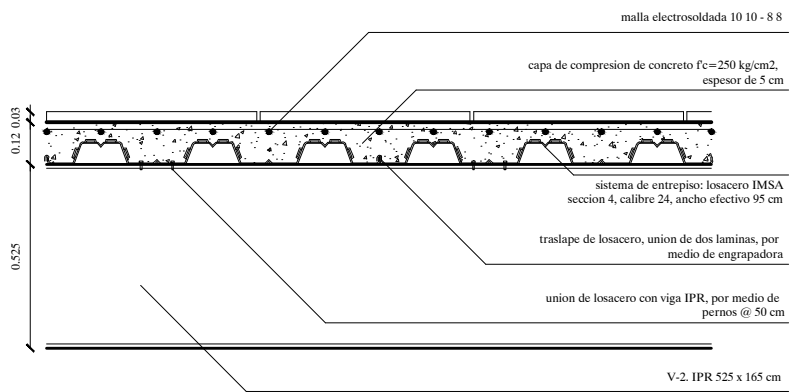 malla electrosoldada 10 10 - 8 8
capa de compresion de concreto f'c=250 kg/cm2,
espesor de 5 cm
0.03
0.12
sistema de entrepiso: losacero IMSA
seccion 4, calibre 24, ancho efectivo 95 cm
traslape de losacero, union de dos laminas, por
medio de engrapadora
0.525
union de losacero con viga IPR, por medio de
pernos @ 50 cm
V-2. IPR 525 x 165 cm